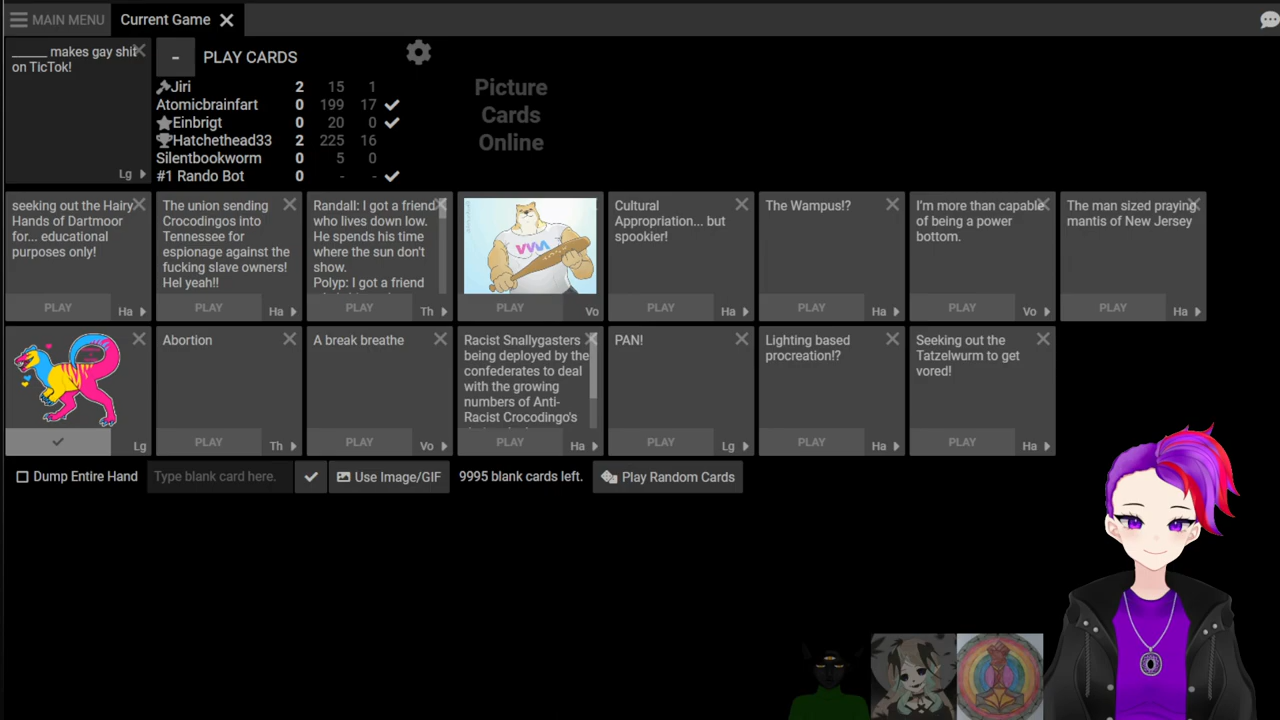 MAIN MENU
Current Game
_____ makes gay shit
on TicTok!
Lg
- PLAY CARDS
Jiri 2 15 1
Atomicbrainfart 0 199 17
Einbrigt 0 20 0
Hatchethead33 2 225 16
Silentbookworm 0 5 0
#1 Rando Bot 0 - -
Picture
Cards
Online
seeking out the Hairy
Hands of Dartmoor
for... educational
purposes only!
PLAY Ha
The union sending
Crocodingos into
Tennessee for
espionage against the
fucking slave owners!
Hel yeah!!
PLAY Ha
Randall: I got a friend
who lives down low.
He spends his time
where the sun don't
show.
Polyp: I got a friend
PLAY Th
PLAY Vo
Cultural
Appropriation... but
spookier!
PLAY Ha
The Wampus!?
PLAY Ha
I'm more than capable
of being a power
bottom.
PLAY Vo
The man sized praying
mantis of New Jersey
PLAY Ha
Lg
Abortion
PLAY Th
A break breathe
PLAY Vo
Racist Snallygasters
being deployed by the
confederates to deal
with the growing
numbers of Anti-
Racist Crocodingo's
PLAY Ha
PAN!
PLAY Lg
Lighting based
procreation!?
PLAY Ha
Seeking out the
Tatzelwurm to get
vored!
PLAY Ha
Dump Entire Hand
Type blank card here.
Use Image/GIF
9995 blank cards left.
Play Random Cards